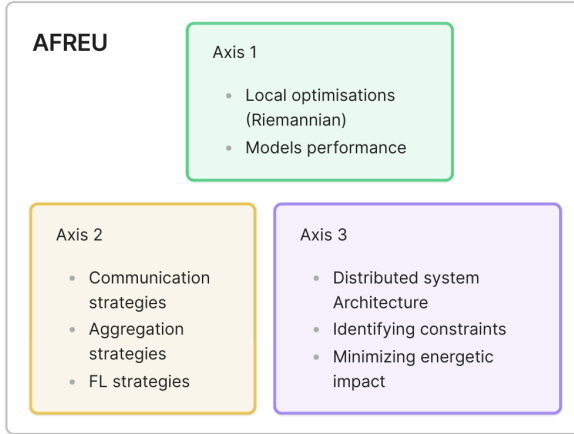 AFREU
Axis 1
Local optimisations
(Riemannian)
Models performance
Axis 2
Communication
strategies
Aggregation
strategies
FL strategies
Axis 3
Distributed system
Architecture
Identifying constraints
Minimizing energetic
impact